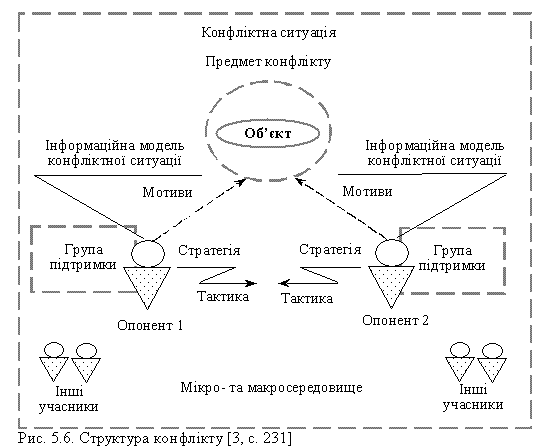 Конфліктна ситуація
Предмет конфлікту
Об’єкт
Інформаційна модель
конфліктної ситуації
Інформаційна модель
конфліктної ситуації
Мотиви
Мотиви
Група
підтримки
Стратегія
Стратегія
Група
підтримки
Тактика
Тактика
Опонент 1
Опонент 2
Інші
учасники
Мікро- та макросередовище
Інші
учасники
Рис. 5.6. Структура конфлікту [3, с. 231]